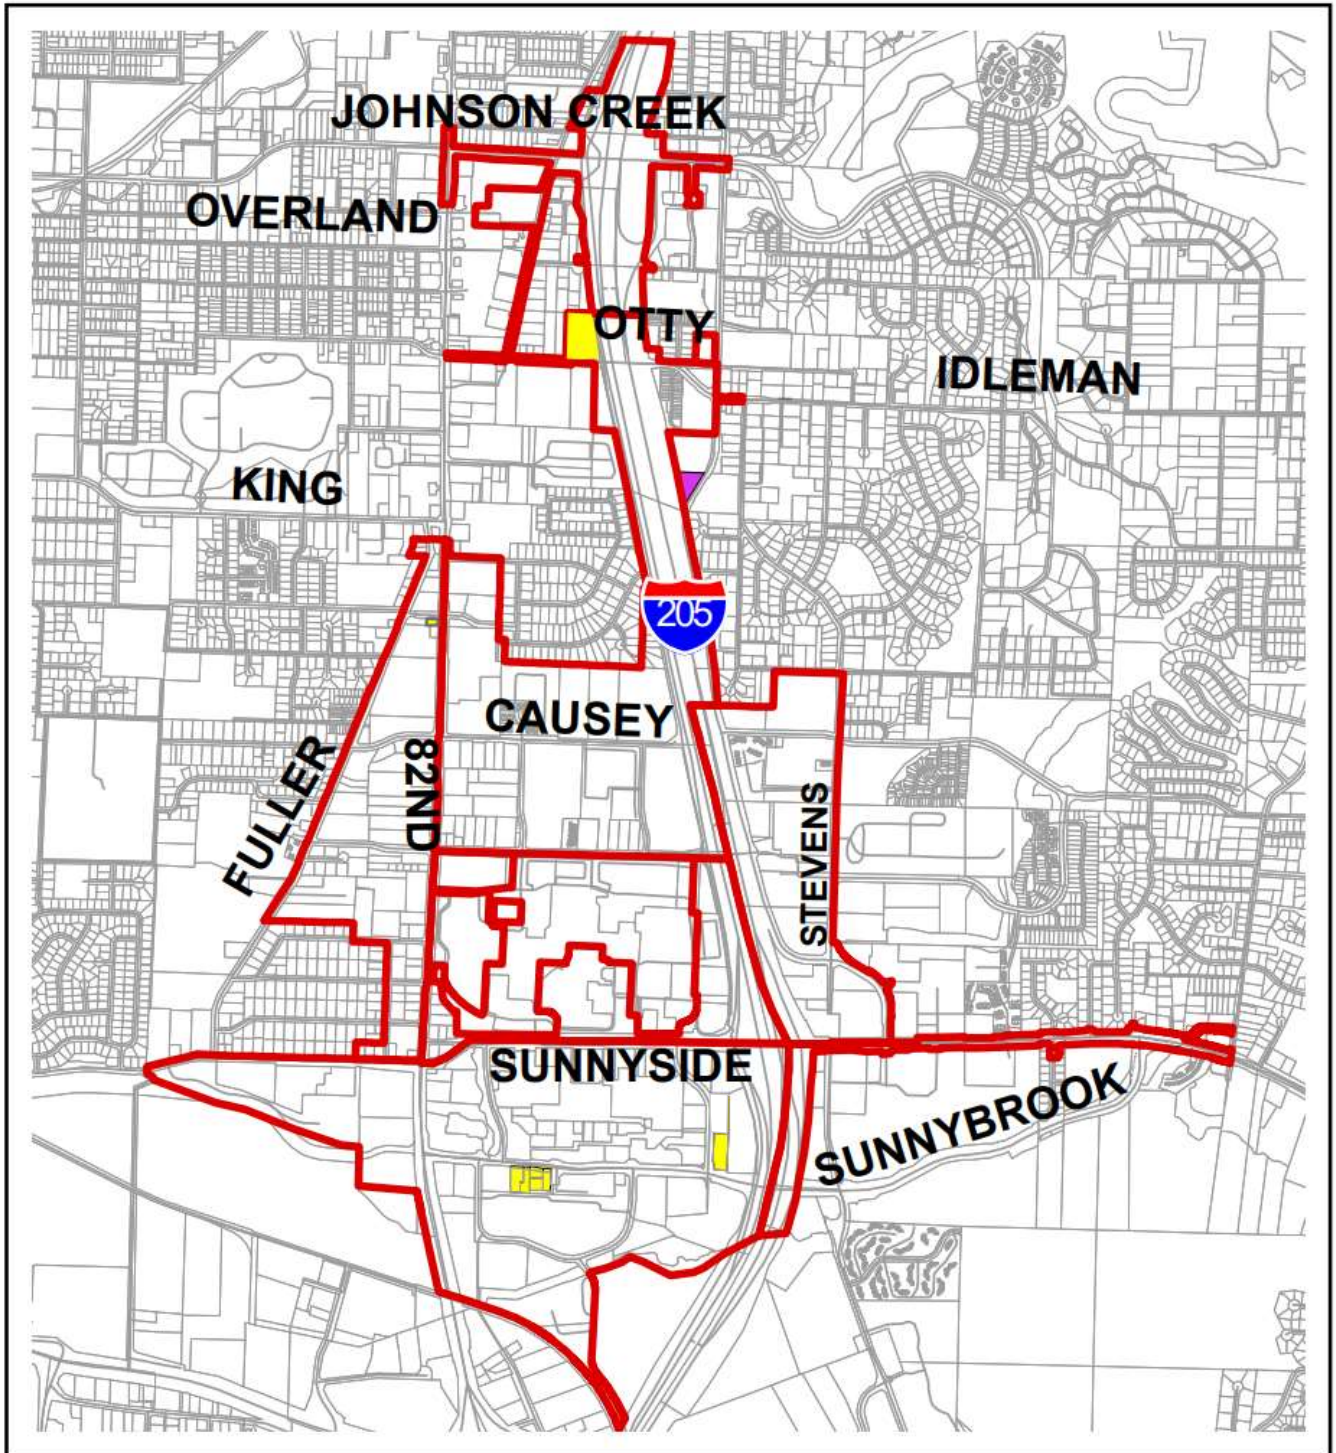 JOHNSON CREEK
OVERLAND
OTTY
IDLEMAN
KING
205
CAUSEY
82ND
FULLER
STEVENS
SUNNYSIDE
SUNNYBROOK